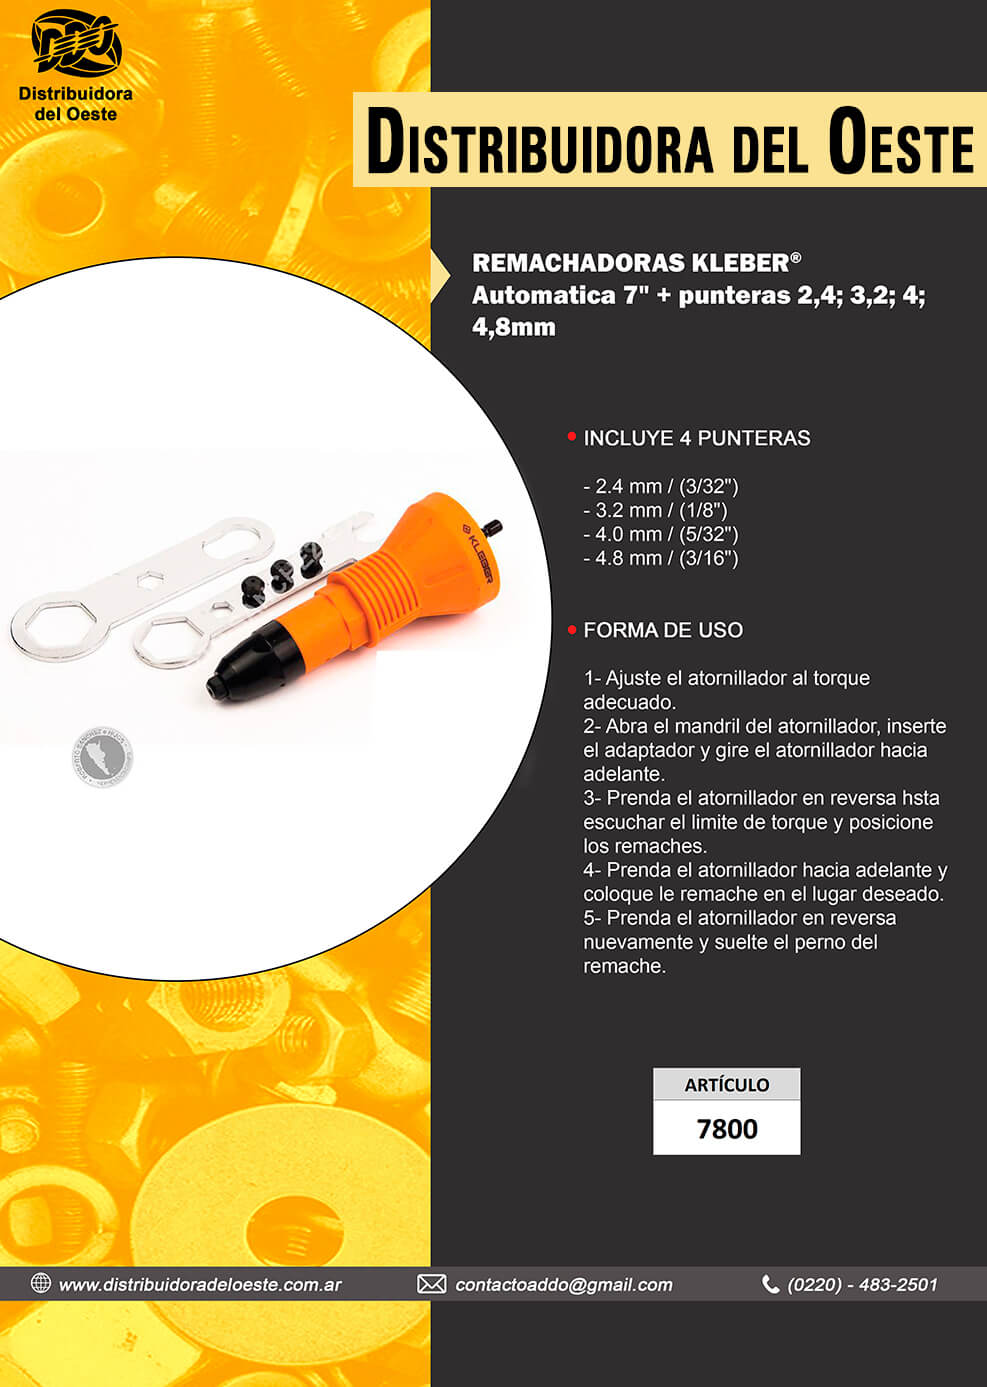 DDO
Distribuidora
del Oeste
DISTRIBUIDORA DEL OESTE
REMACHADORAS KLEBER®
Automatica 7" + punteras 2,4; 3,2; 4;
4,8mm
• INCLUYE 4 PUNTERAS
- 2.4 mm / (3/32")
- 3.2 mm / (1/8")
- 4.0 mm / (5/32")
- 4.8 mm / (3/16")
KLEBER
• FORMA DE USO
1- Ajuste el atornillador al torque
adecuado.
2- Abra el mandril del atornillador, inserte
el adaptador y gire el atornillador hacia
adelante.
3- Prenda el atornillador en reversa hsta
escuchar el limite de torque y posicione
los remaches.
4- Prenda el atornillador hacia adelante y
coloque le remache en el lugar deseado.
5- Prenda el atornillador en reversa
nuevamente y suelte el perno del
remache.
ARTÍCULO
7800
www.distribuidoradeloeste.com.ar
contactoaddo@gmail.com
(0220) - 483-2501